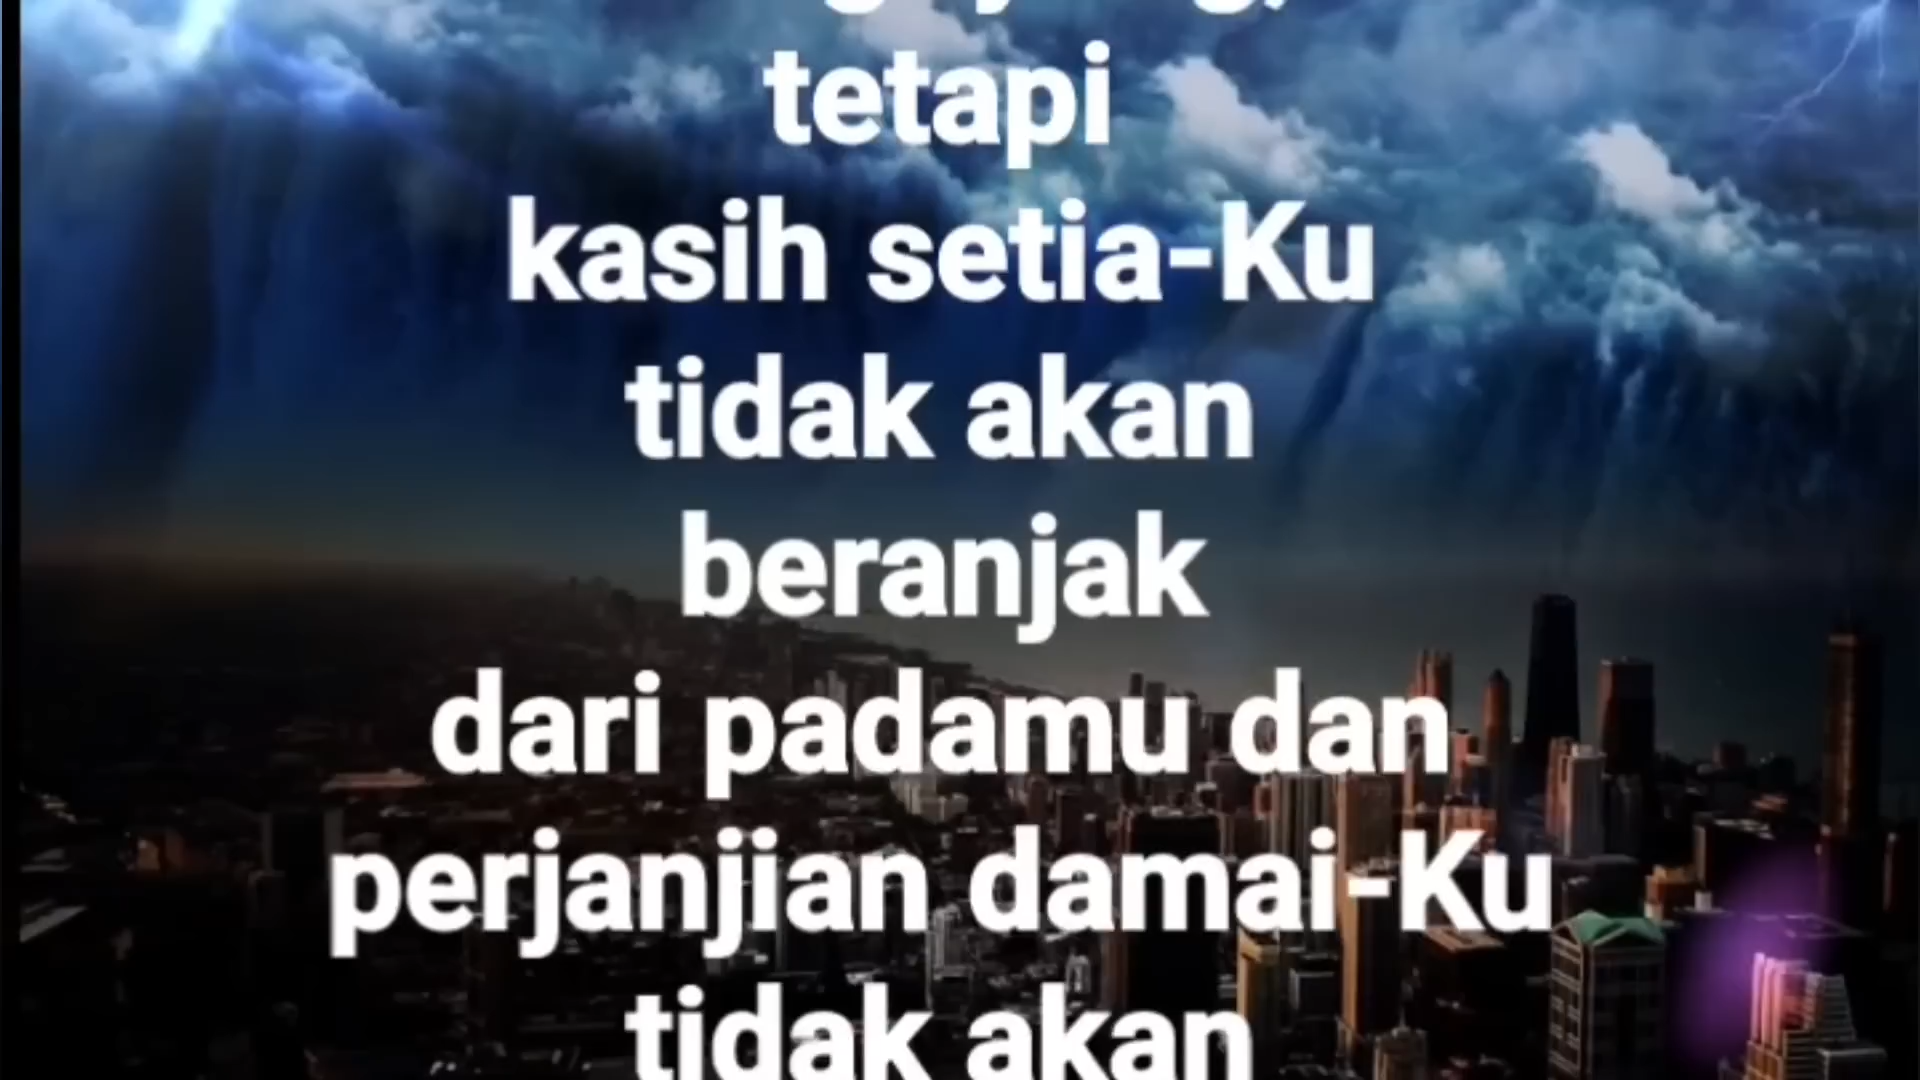 tetapi
kasih setia-Ku
tidak akan
beranjak
dari padamu dan
perjanjian damai-Ku
tidak akan